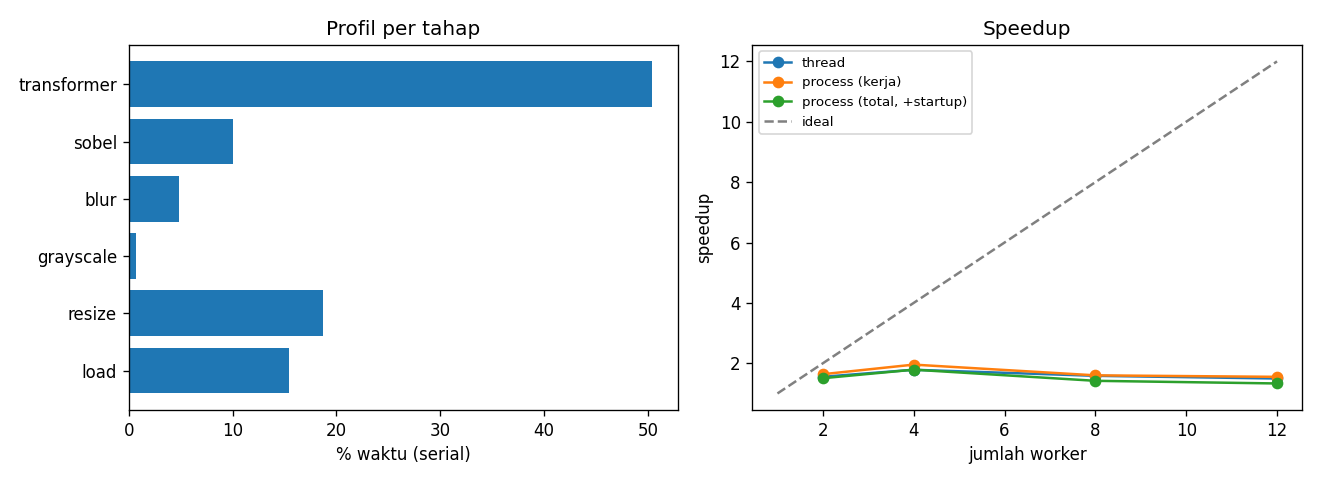 Profil per tahap
transformer
sobel
blur
grayscale
resize
load
0 10 20 30 40 50
% waktu (serial)
Speedup
thread
process (kerja)
process (total, +startup)
ideal
12
10
8
6
4
2
speedup
2 4 6 8 10 12
jumlah worker